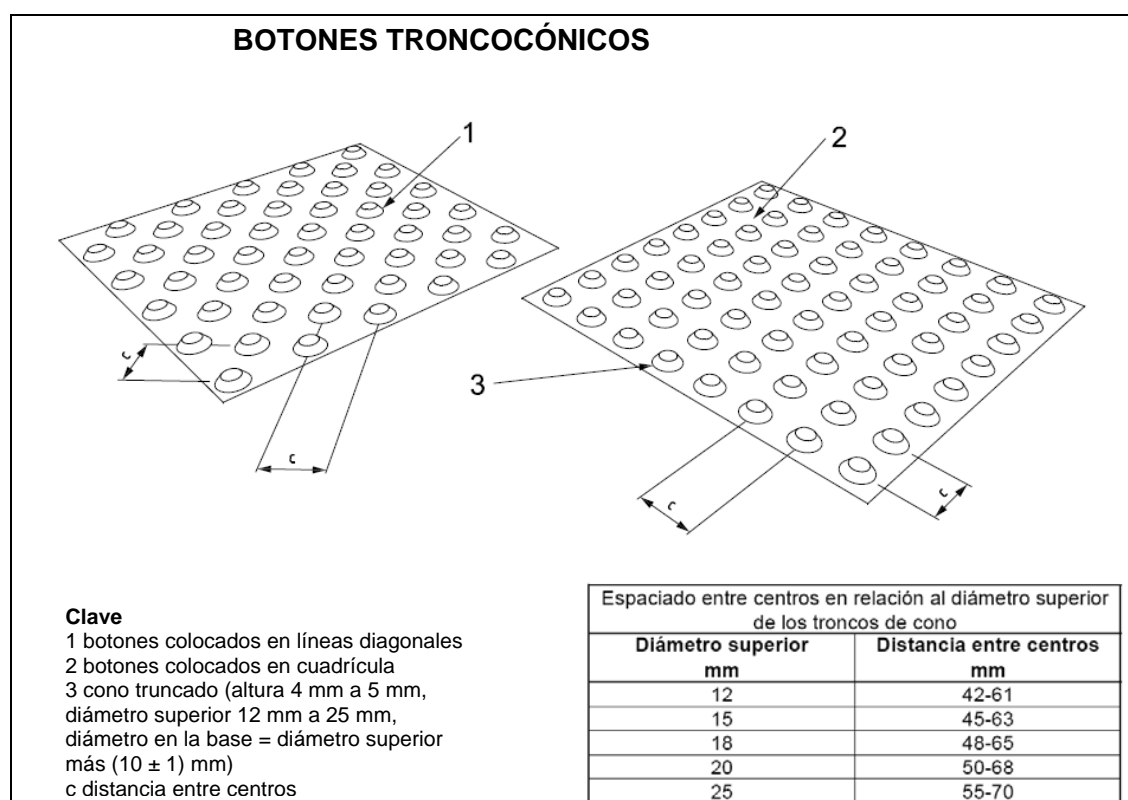 BOTONES TRONCOCÓNICOS
1
2
3
c
c
c
c
Clave
1 botones colocados en líneas diagonales
2 botones colocados en cuadrícula
3 cono truncado (altura 4 mm a 5 mm,
diámetro superior 12 mm a 25 mm,
diámetro en la base = diámetro superior
más (10 ± 1) mm)
c distancia entre centros
Espaciado entre centros en relación al diámetro superior
de los troncos de cono
Diámetro superior Distancia entre centros
mm mm
12 42-61
15 45-63
18 48-65
20 50-68
25 55-70